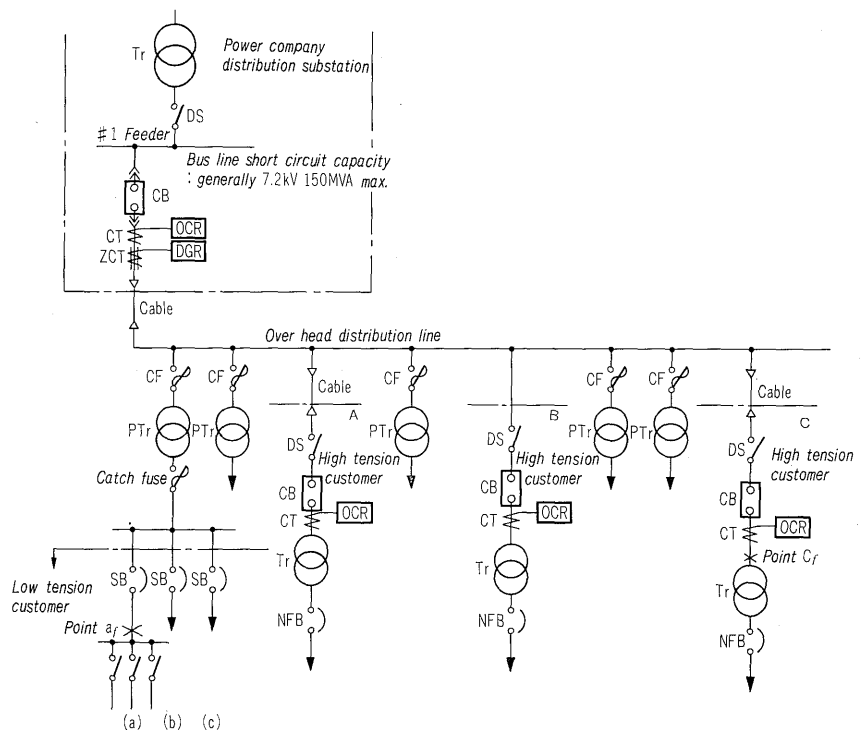 Tr
Power company
distribution substation
DS
#1 Feeder
Bus line short circuit capacity
: generally 7.2kV 150MVA max.
CB
CT
OCR
ZCT
DGR
Cable
Over head distribution line
CF
CF
Cable
CF
CF
CF
Cable
A
B
C
PTr
PTr
DS
PTr
DS
PTr
PTr
DS
High tension
customer
High tension
customer
High tension
customer
Catch fuse
CB
CB
CB
CT
OCR
CT
OCR
CT
OCR
Point Cf
Tr
Tr
Tr
Low tension
customer
SB
SB
SB
Point af
NFB
NFB
NFB
(a)
(b)
(c)